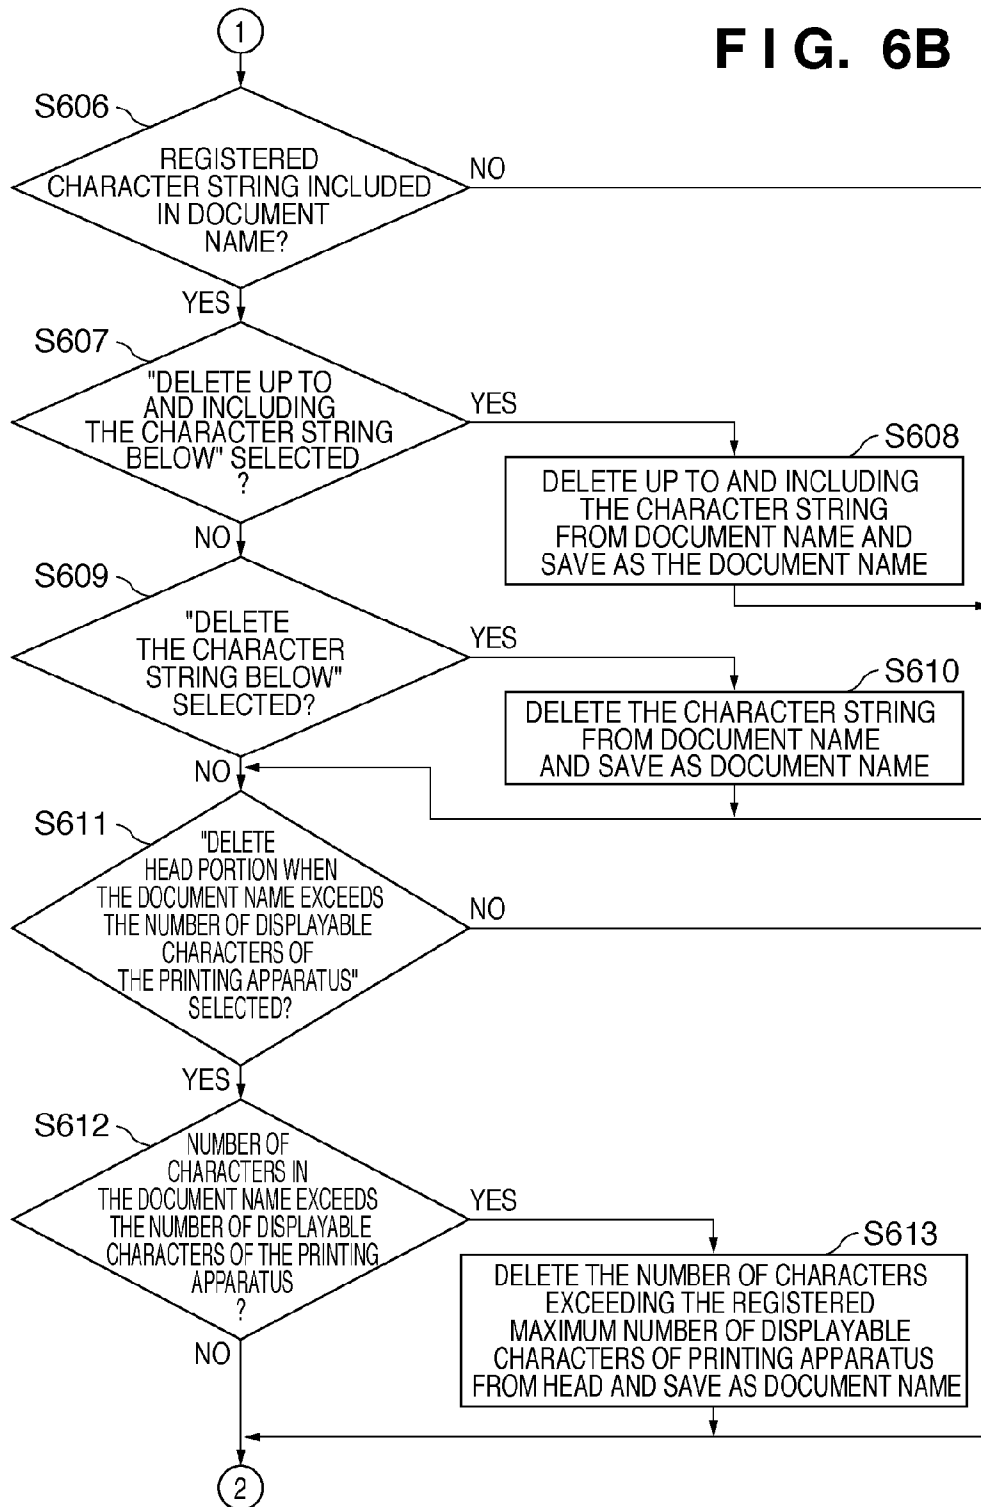 1
FIG. 6B
S606
REGISTERED
CHARACTER STRING INCLUDED
IN DOCUMENT
NAME?
NO
YES
S607
"DELETE UP TO
AND INCLUDING
THE CHARACTER STRING
BELOW" SELECTED
?
YES
S608
DELETE UP TO AND INCLUDING
THE CHARACTER STRING
FROM DOCUMENT NAME AND
SAVE AS THE DOCUMENT NAME
NO
S609
"DELETE
THE CHARACTER
STRING BELOW"
SELECTED?
YES
S610
DELETE THE CHARACTER STRING
FROM DOCUMENT NAME
AND SAVE AS DOCUMENT NAME
NO
S611
"DELETE
HEAD PORTION WHEN
THE DOCUMENT NAME EXCEEDS
THE NUMBER OF DISPLAYABLE
CHARACTERS OF
THE PRINTING APPARATUS"
SELECTED?
NO
YES
S612
NUMBER OF
CHARACTERS IN
THE DOCUMENT NAME EXCEEDS
THE NUMBER OF DISPLAYABLE
CHARACTERS OF THE PRINTING
APPARATUS
?
YES
S613
DELETE THE NUMBER OF CHARACTERS
EXCEEDING THE REGISTERED
MAXIMUM NUMBER OF DISPLAYABLE
CHARACTERS OF PRINTING APPARATUS
FROM HEAD AND SAVE AS DOCUMENT NAME
NO
2